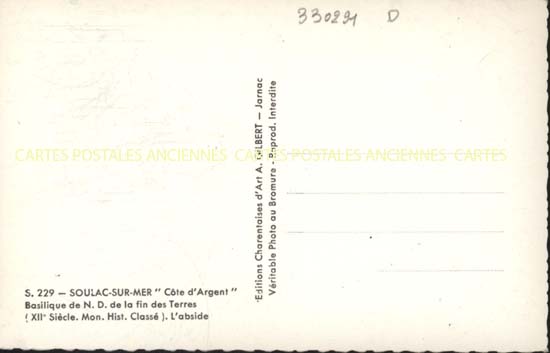 330291 D
CARTES POSTALES ANCIENNES CARTES POSTALES ANCIENNES CARTES
S. 229 — SOULAC-SUR-MER " Côte d'Argent "
Basilique de N. D. de la fin des Terres
( XIIᵉ Siècle. Mon. Hist. Classé ). L'abside
Editions Charentaises d'Art A. GILBERT — Jarnac
Véritable Photo au Bromure - Reprod. Interdite